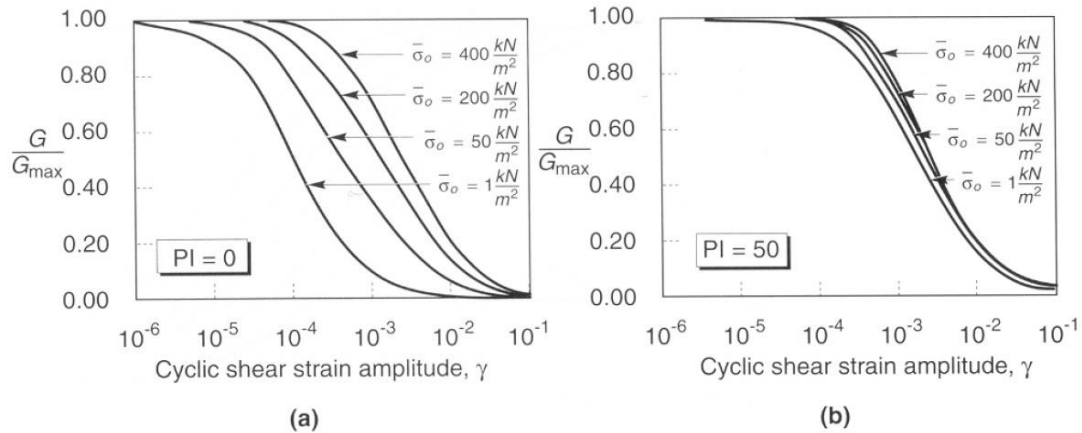 1.00
0.80
0.60
0.40
0.20
0.00
G
Gmax
σ̅o = 400 kN/m2
σ̅o = 200 kN/m2
σ̅o = 50 kN/m2
σ̅o = 1 kN/m2
PI = 0
10-6 10-5 10-4 10-3 10-2 10-1
Cyclic shear strain amplitude, γ
(a)
1.00
0.80
0.60
0.40
0.20
0.00
G
Gmax
σ̅o = 400 kN/m2
σ̅o = 200 kN/m2
σ̅o = 50 kN/m2
σ̅o = 1 kN/m2
PI = 50
10-6 10-5 10-4 10-3 10-2 10-1
Cyclic shear strain amplitude, γ
(b)